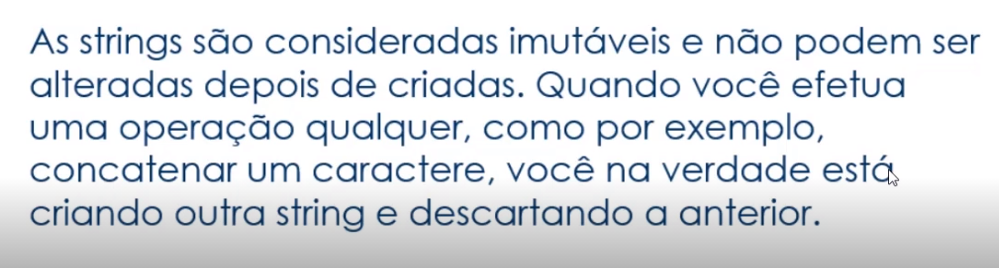 As strings são consideradas imutáveis e não podem ser
alteradas depois de criadas. Quando você efetua
uma operação qualquer, como por exemplo,
concatenar um caractere, você na verdade está
criando outra string e descartando a anterior.